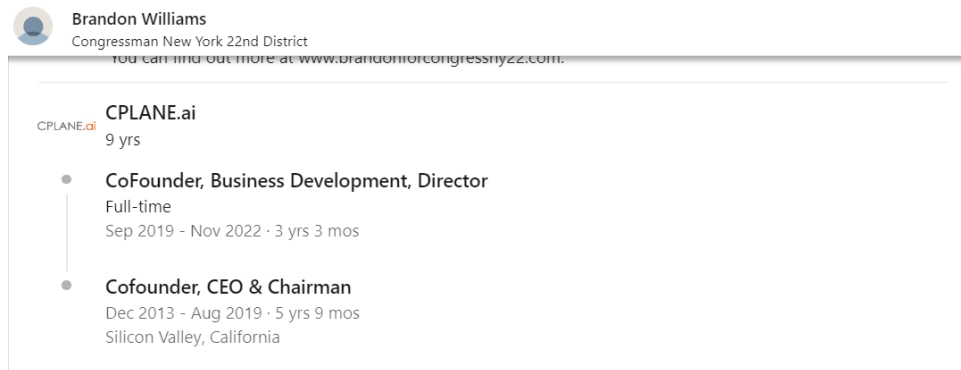 Brandon Williams
Congressman New York 22nd District
You can find out more at www.brandonforcongressny22.com.
CPLANE.ai
CPLANE.ai
9 yrs
CoFounder, Business Development, Director
Full-time
Sep 2019 - Nov 2022 · 3 yrs 3 mos
Cofounder, CEO & Chairman
Dec 2013 - Aug 2019 · 5 yrs 9 mos
Silicon Valley, California